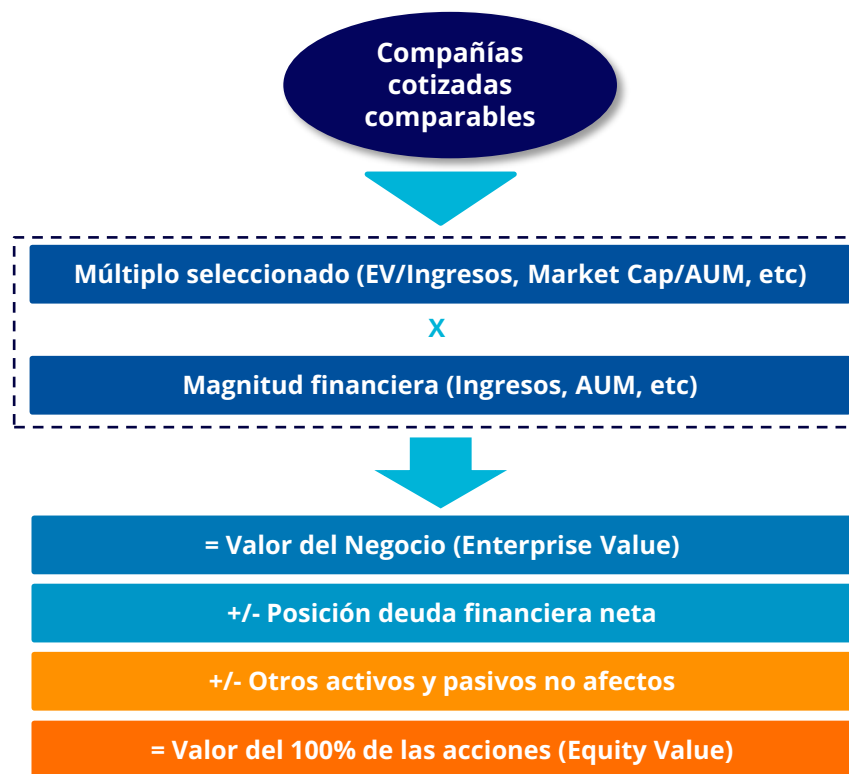 Compañías
cotizadas
comparables
Múltiplo seleccionado (EV/Ingresos, Market Cap/AUM, etc)
X
Magnitud financiera (Ingresos, AUM, etc)
= Valor del Negocio (Enterprise Value)
+/- Posición deuda financiera neta
+/- Otros activos y pasivos no afectos
= Valor del 100% de las acciones (Equity Value)